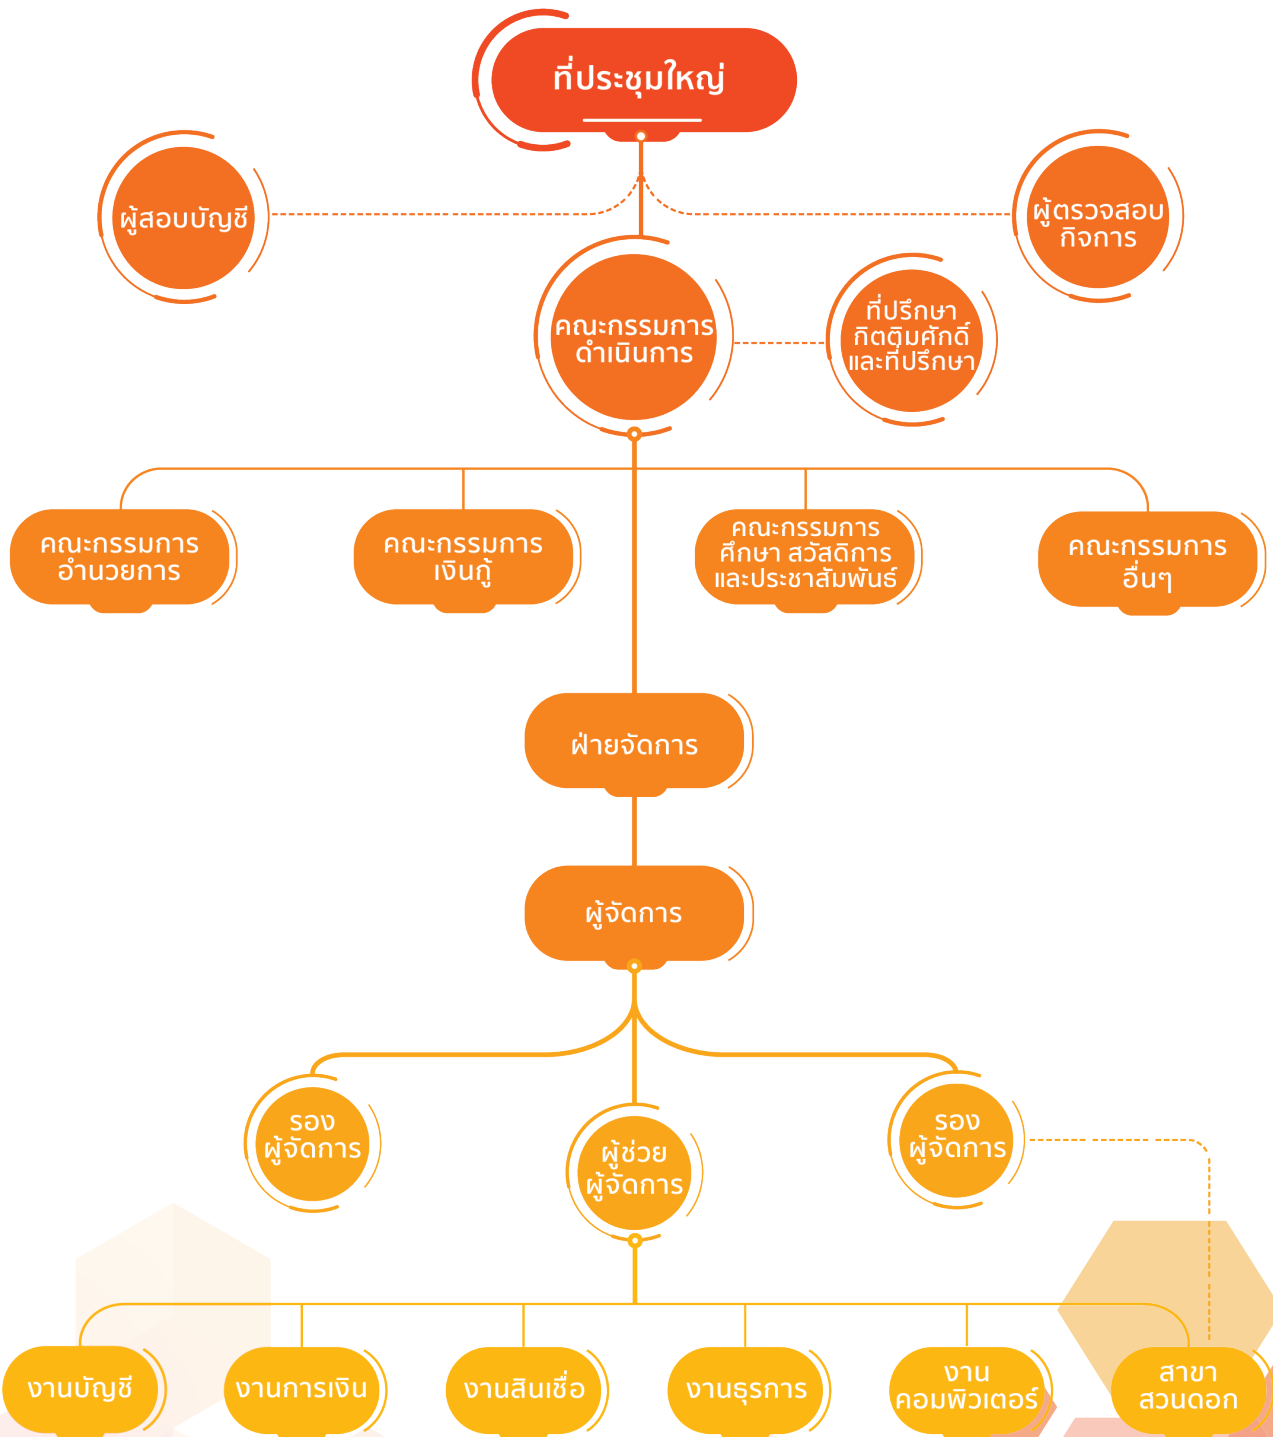 ที่ประชุมใหญ่
ผู้สอบบัญชี
ผู้ตรวจสอบ
กิจการ
คณะกรรมการ
ดำเนินการ
ที่ปรึกษา
กิตติมศักดิ์
และที่ปรึกษา
คณะกรรมการ
อำนวยการ
คณะกรรมการ
เงินกู้
คณะกรรมการ
ศึกษา สวัสดิการ
และประชาสัมพันธ์
คณะกรรมการ
อื่นๆ
ฝ่ายจัดการ
ผู้จัดการ
รอง
ผู้จัดการ
ผู้ช่วย
ผู้จัดการ
รอง
ผู้จัดการ
งานบัญชี
งานการเงิน
งานสินเชื่อ
งานธุรการ
งาน
คอมพิวเตอร์
สาขา
สวนดอก